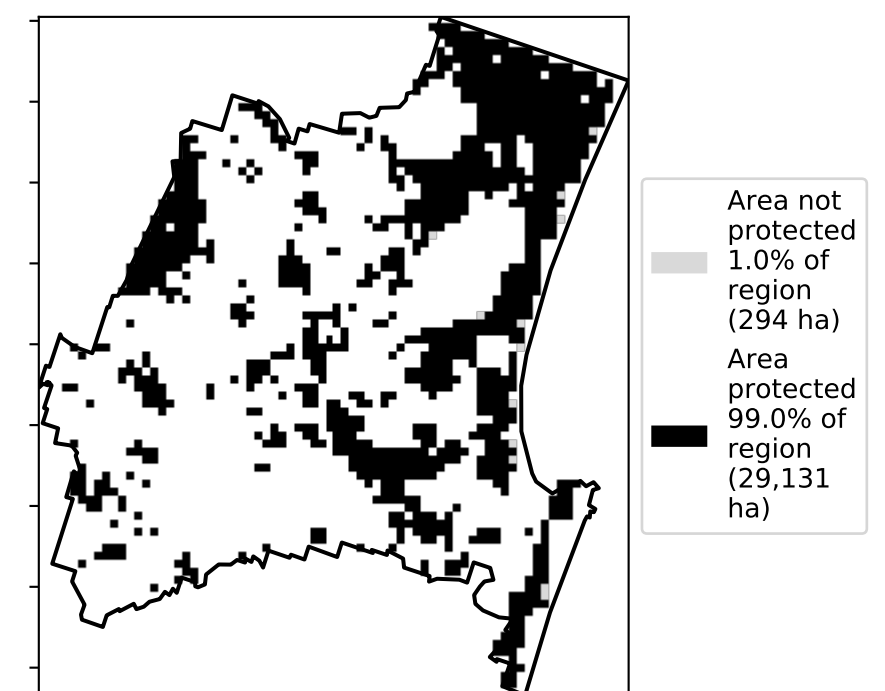 Area not
protected
1.0% of
region
(294 ha)
Area
protected
99.0% of
region
(29,131
ha)